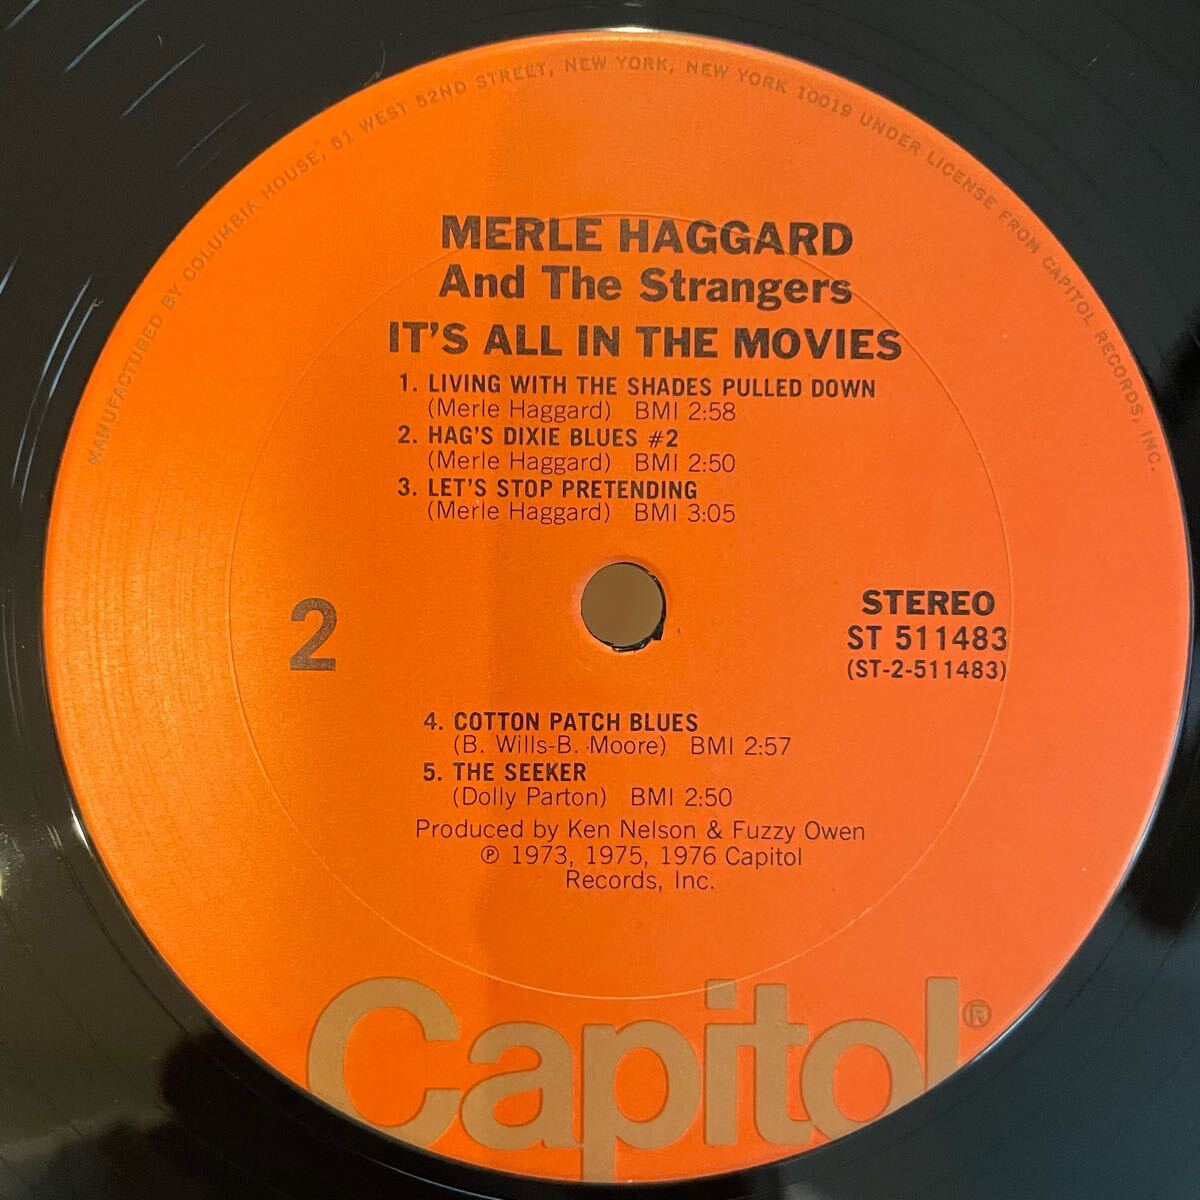 MANUFACTURED BY COLUMBIA HOUSE, 51 WEST 52ND STREET, NEW YORK, NEW YORK 10019 UNDER LICENSE FROM CAPITOL RECORDS, INC.
MERLE HAGGARD
And The Strangers
IT'S ALL IN THE MOVIES
1. LIVING WITH THE SHADES PULLED DOWN
(Merle Haggard) BMI 2:58
2. HAG'S DIXIE BLUES #2
(Merle Haggard) BMI 2:50
3. LET'S STOP PRETENDING
(Merle Haggard) BMI 3:05
2
STEREO
ST 511483
(ST-2-511483)
4. COTTON PATCH BLUES
(B. Wills-B. Moore) BMI 2:57
5. THE SEEKER
(Dolly Parton) BMI 2:50
Produced by Ken Nelson & Fuzzy Owen
℗ 1973, 1975, 1976 Capitol
Records, Inc.
Capitol®